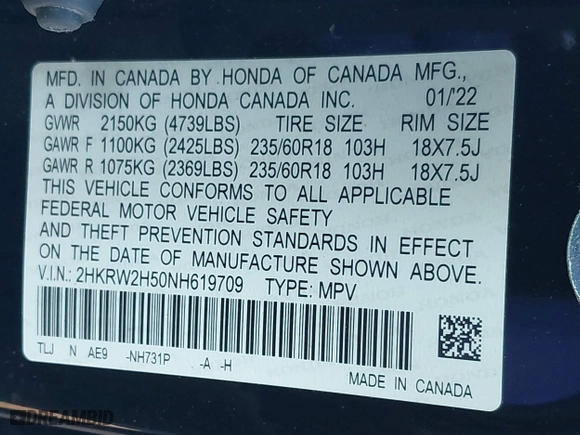 MFD. IN CANADA BY HONDA OF CANADA MFG.,
A DIVISION OF HONDA CANADA INC. 01/'22
GVWR 2150KG (4739LBS) TIRE SIZE RIM SIZE
GAWR F 1100KG (2425LBS) 235/60R18 103H 18X7.5J
GAWR R 1075KG (2369LBS) 235/60R18 103H 18X7.5J
THIS VEHICLE CONFORMS TO ALL APPLICABLE
FEDERAL MOTOR VEHICLE SAFETY
AND THEFT PREVENTION STANDARDS IN EFFECT
ON THE DATE OF MANUFACTURE SHOWN ABOVE.
V.I.N.: 2HKRW2H50NH619709 TYPE: MPV
TLJ N AE9 -NH731P . -A -H
MADE IN CANADA
DREAMBID